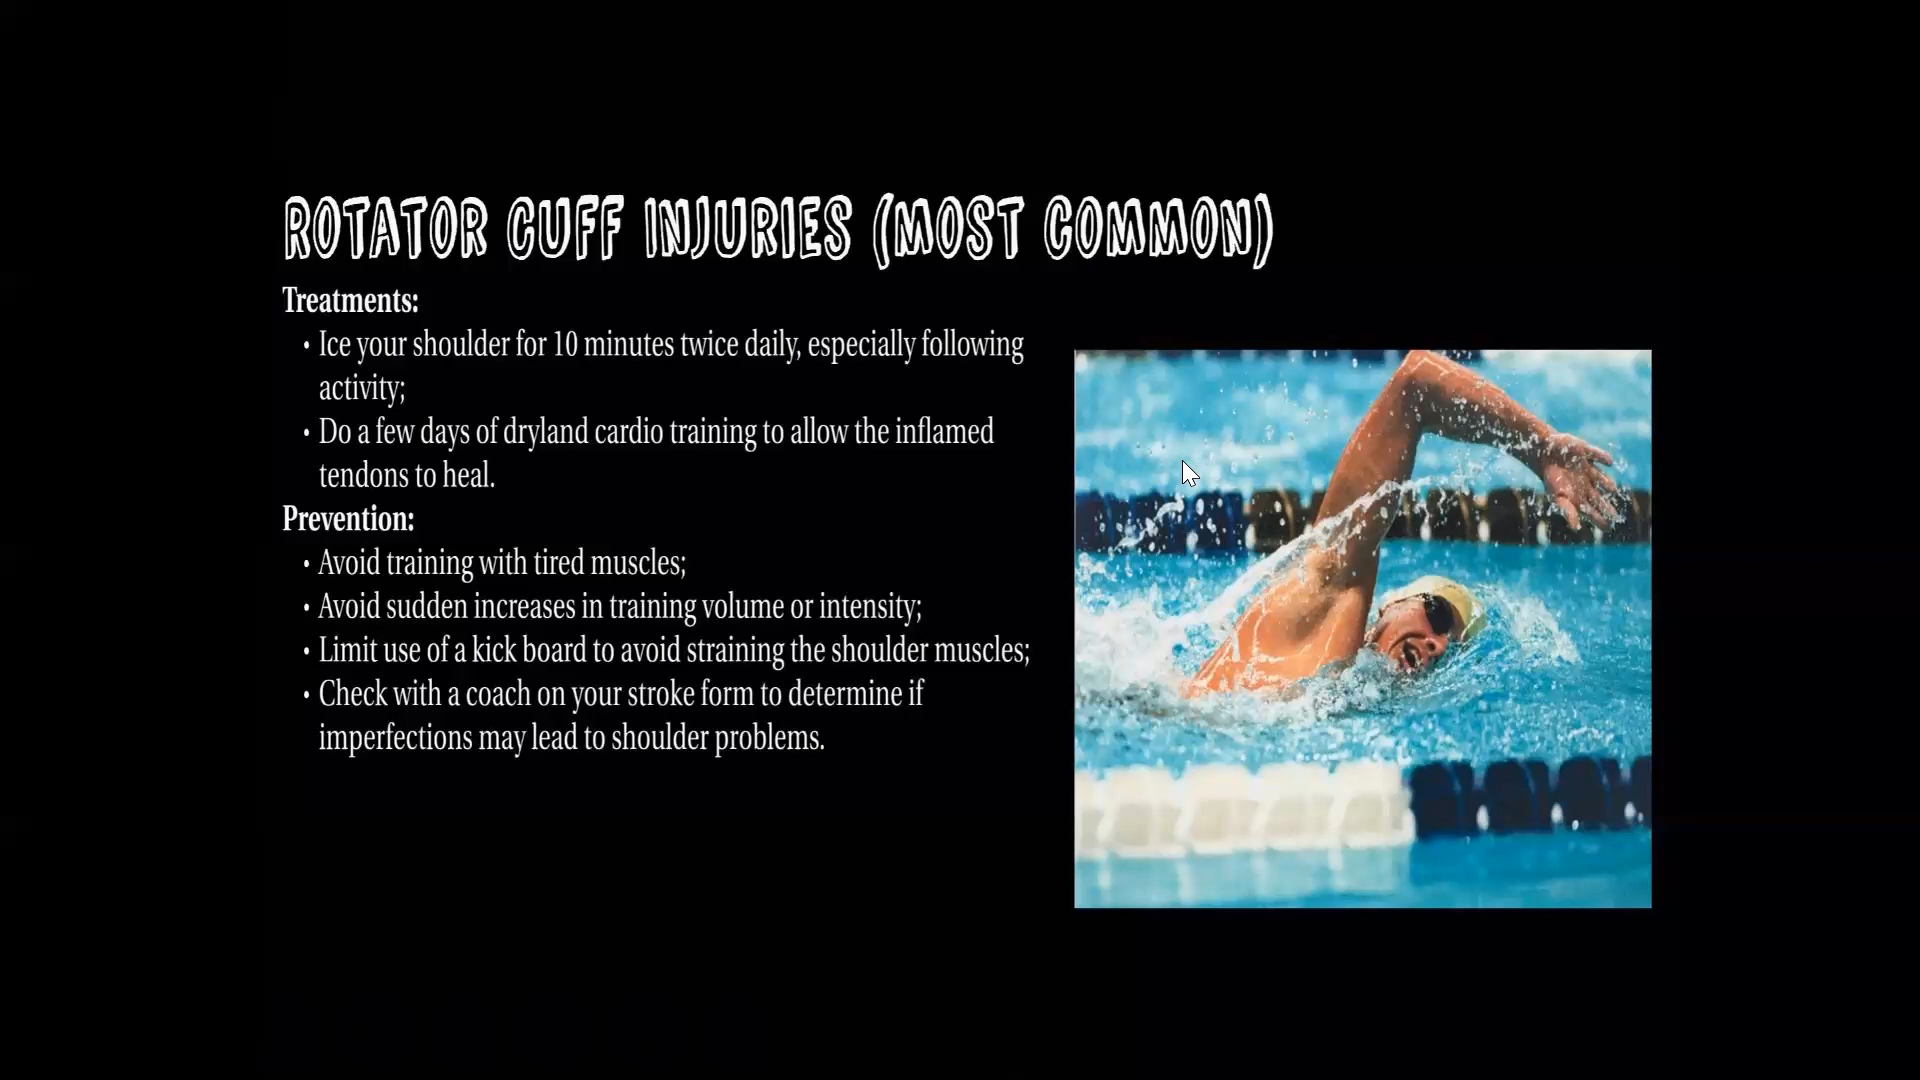 ROTATOR CUFF INJURIES (MOST COMMON)
Treatments:
• Ice your shoulder for 10 minutes twice daily, especially following
activity;
• Do a few days of dryland cardio training to allow the inflamed
tendons to heal.
Prevention:
• Avoid training with tired muscles;
• Avoid sudden increases in training volume or intensity;
• Limit use of a kick board to avoid straining the shoulder muscles;
• Check with a coach on your stroke form to determine if
imperfections may lead to shoulder problems.